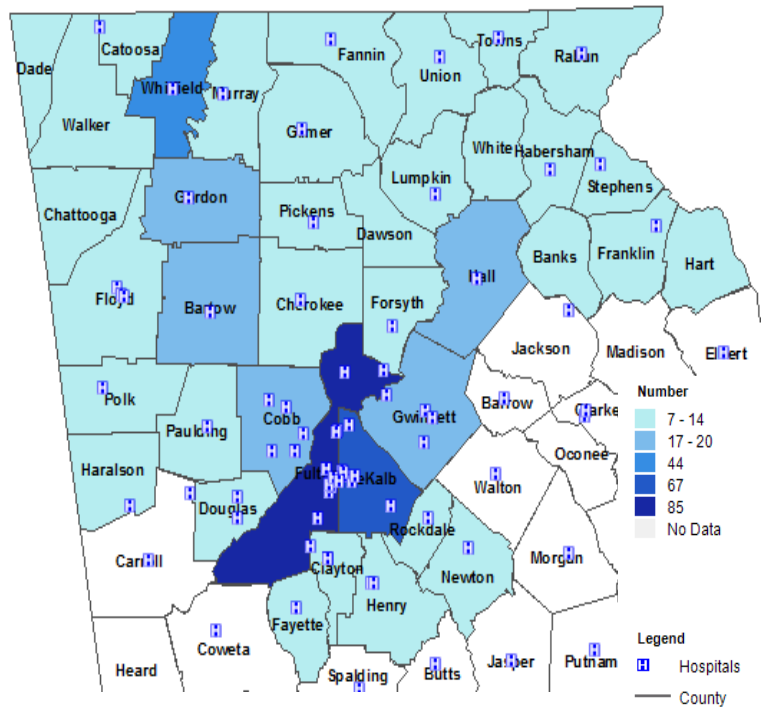 Towns
Catoosa
Fannin
Rabun
Dade
Union
Whitfield
Murray
Walker
Gilmer
White
Habersham
Lumpkin
Stephens
Gordon
Chattooga
Pickens
Dawson
Banks
Franklin
Hart
Hall
Floyd
Bartow
Cherokee
Forsyth
Jackson
Madison
Elbert
Polk
Barrow
Clarke
Cobb
Gwinnett
Paulding
Oconee
Haralson
Fulton
DeKalb
Walton
Douglas
Rockdale
Carroll
Morgan
Clayton
Newton
Henry
Fayette
Coweta
Heard
Spalding
Butts
Jasper
Putnam
Number
7 - 14
17 - 20
44
67
85
No Data
Legend
H Hospitals
County